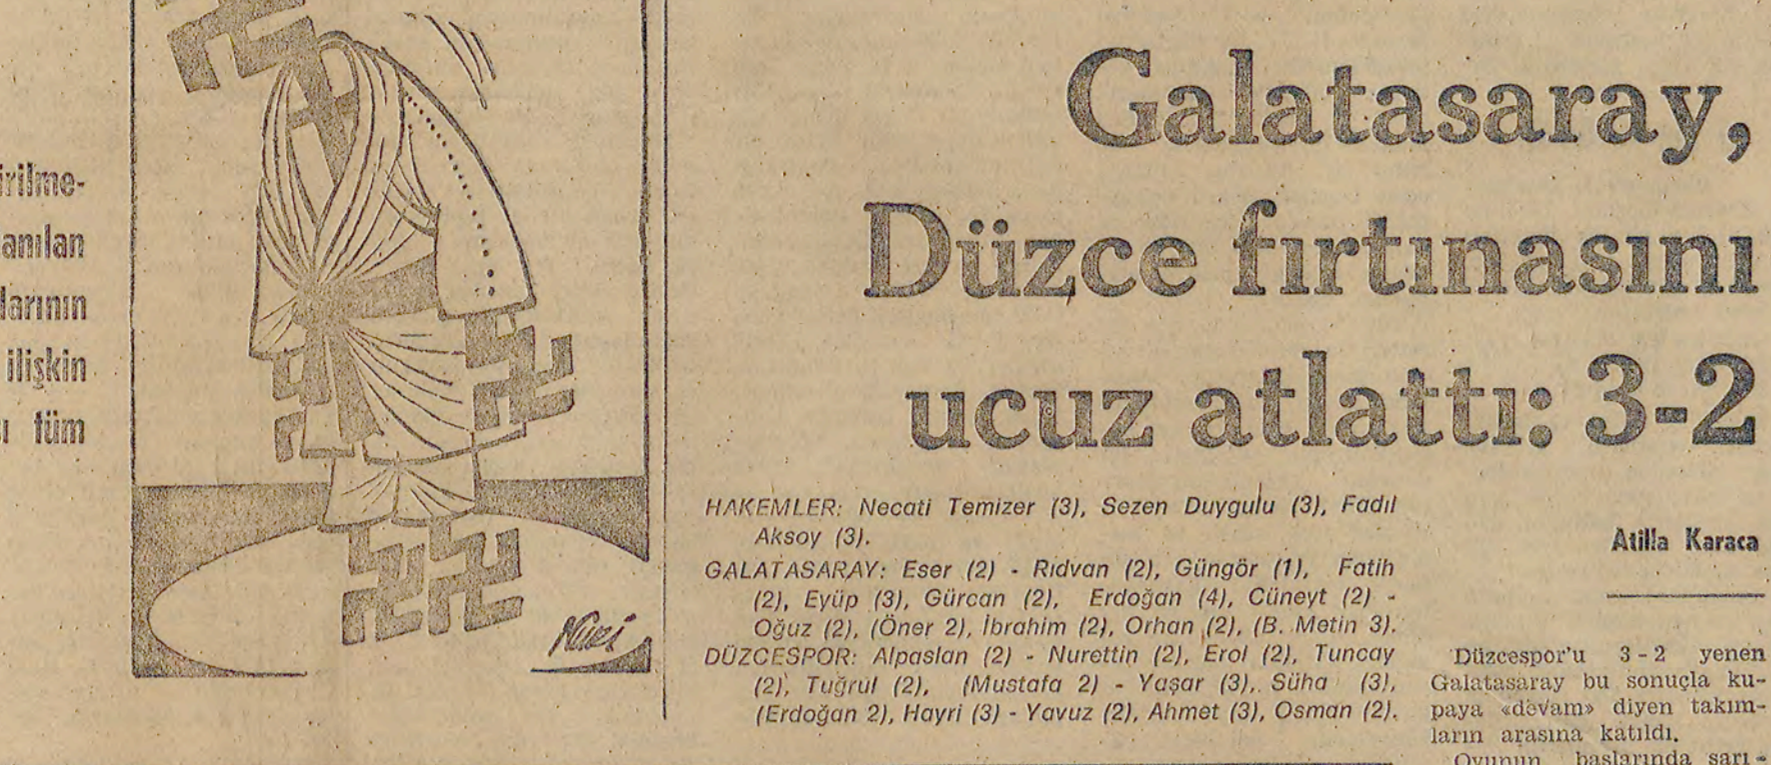 irilme-
anılan
larının
ilişkin
ı tüm
Nuri
Galatasaray,
Düzce fırtınasını
ucuz atlattı: 3-2
HAKEMLER: Necati Temizer (3), Sezen Duygulu (3), Fadıl
Aksoy (3).
GALATASARAY: Eser (2) - Rıdvan (2), Güngör (1), Fatih
(2), Eyüp (3), Gürcan (2), Erdoğan (4), Cüneyt (2) -
Oğuz (2), (Öner 2), İbrahim (2), Orhan (2), (B. Metin 3).
DÜZCESPOR: Alpaslan (2) - Nurettin (2), Erol (2), Tuncay
(2), Tuğrul (2), (Mustafa 2) - Yaşar (3), Süha (3),
(Erdoğan 2), Hayri (3) - Yavuz (2), Ahmet (3), Osman (2).
Atilla Karaca
Düzcespor'u 3-2 yenen
Galatasaray bu sonuçla ku-
paya «devam» diyen takım-
ların arasına katıldı.
Oyunun başlarında sarı-